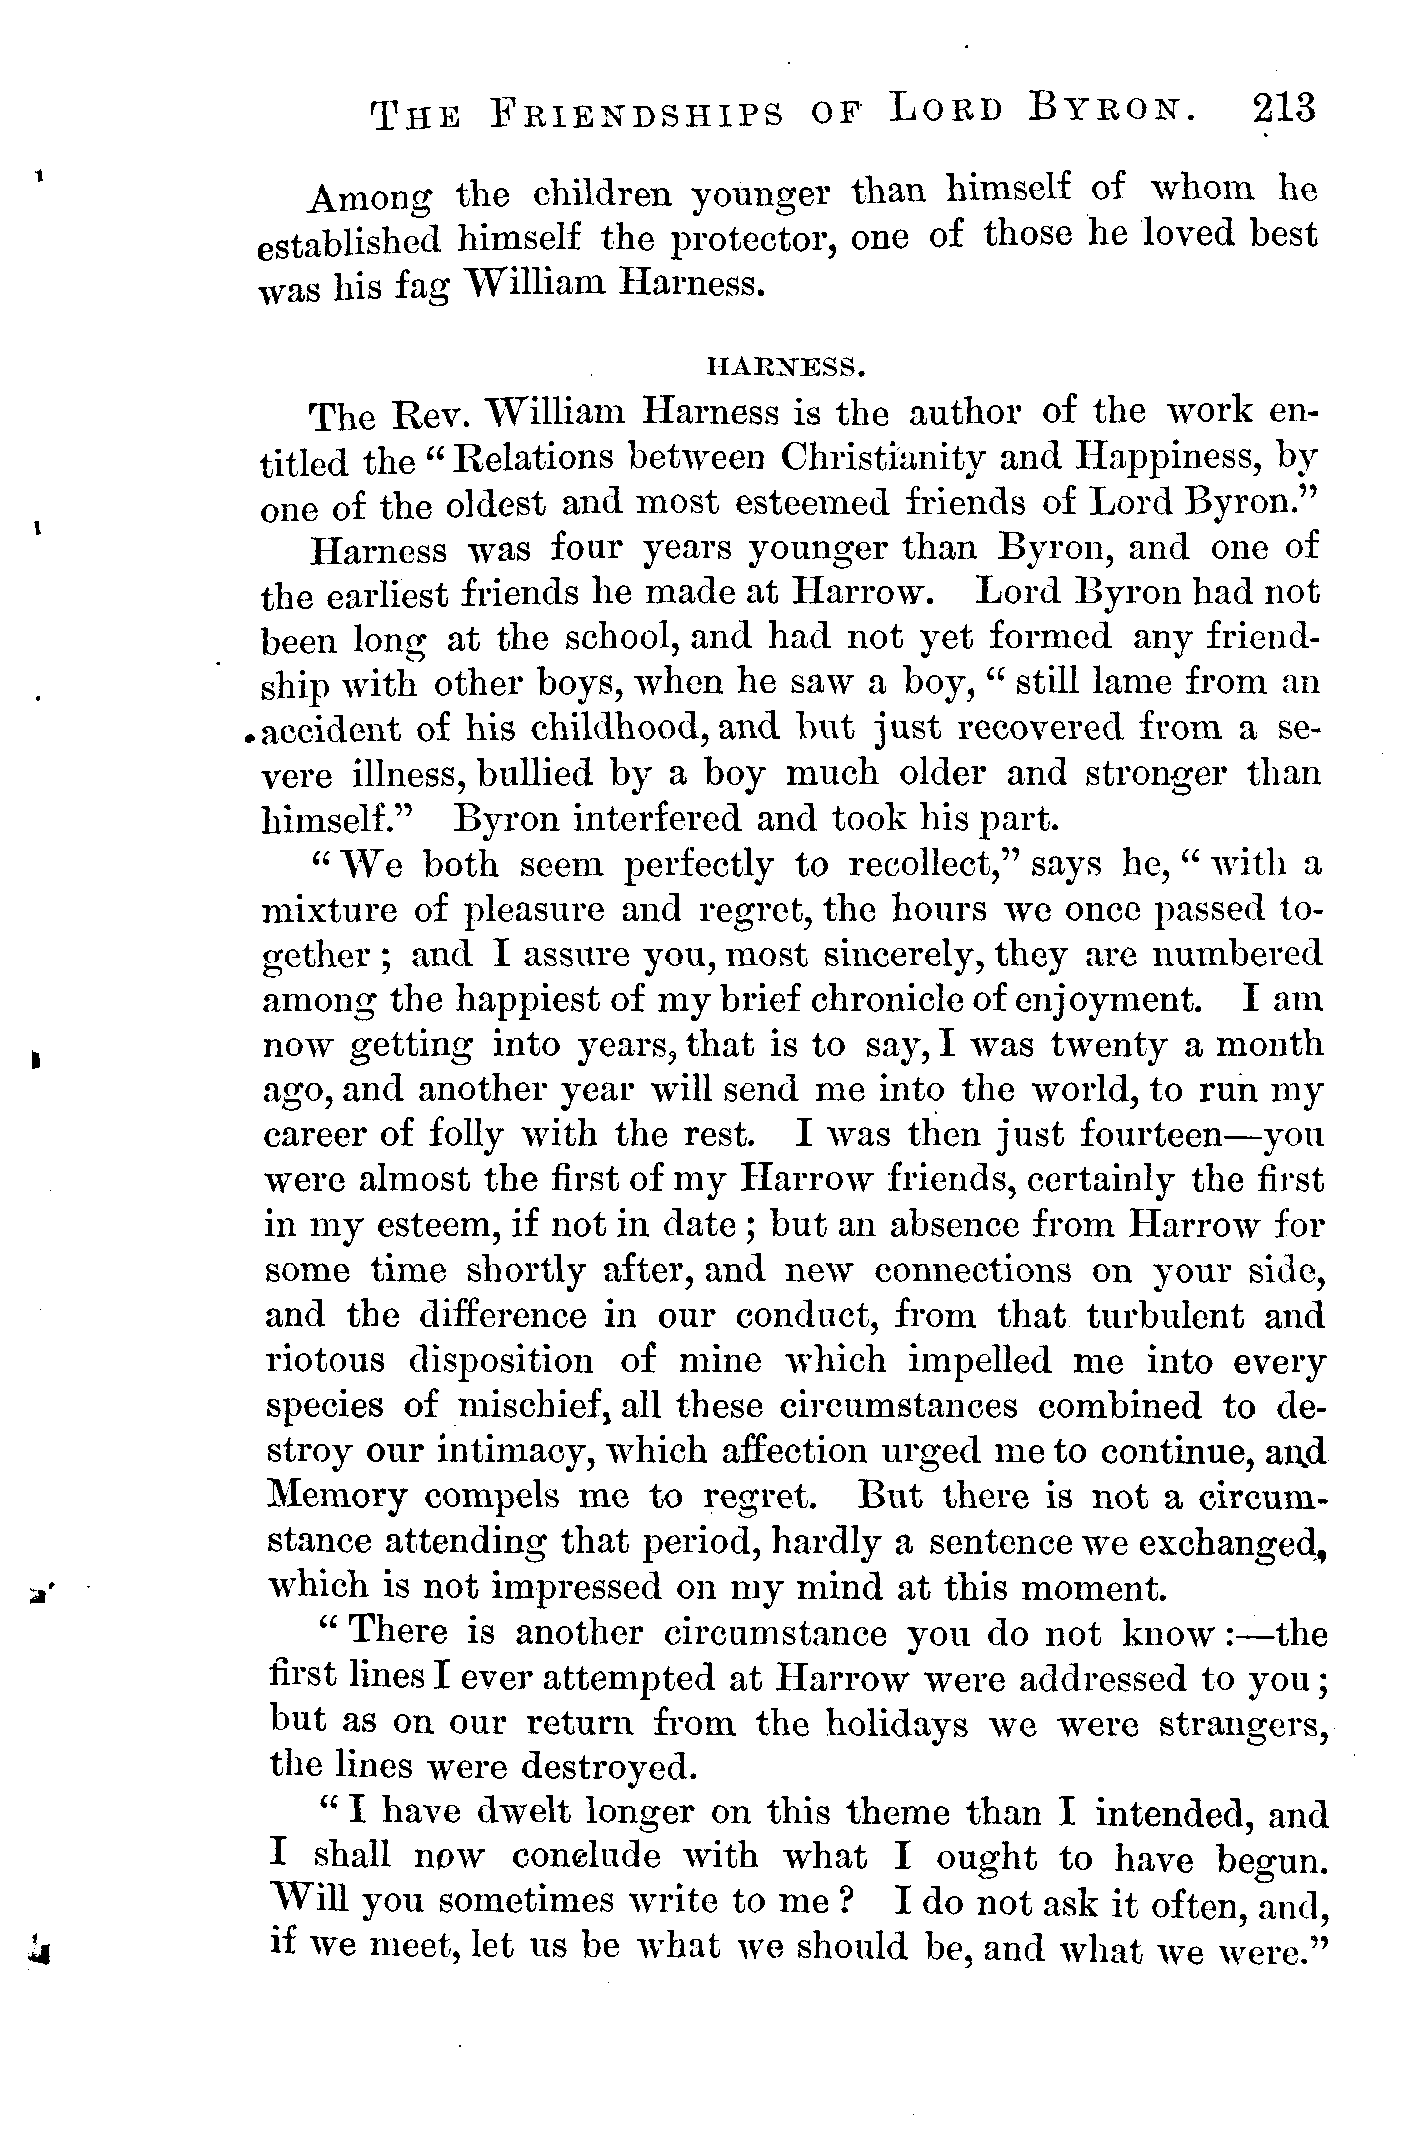 THE FRIENDSHIPS OF LORD BYRON. 213
Among the children younger than himself of whom he
established himself the protector, one of those he loved best
was his fag William Harness.
HARNESS.
The Rev. William Harness is the author of the work en-
titled the “Relations between Christianity and Happiness, by
one of the oldest and most esteemed friends of Lord Byron.”
Harness was four years younger than Byron, and one of
the earliest friends he made at Harrow. Lord Byron had not
been long at the school, and had not yet formed any friend-
ship with other boys, when he saw a boy, “still lame from an
accident of his childhood, and but just recovered from a se-
vere illness, bullied by a boy much older and stronger than
himself.” Byron interfered and took his part.
“We both seem perfectly to recollect,” says he, “with a
mixture of pleasure and regret, the hours we once passed to-
gether; and I assure you, most sincerely, they are numbered
among the happiest of my brief chronicle of enjoyment. I am
now getting into years, that is to say, I was twenty a month
ago, and another year will send me into the world, to run my
career of folly with the rest. I was then just fourteen—you
were almost the first of my Harrow friends, certainly the first
in my esteem, if not in date; but an absence from Harrow for
some time shortly after, and new connections on your side,
and the difference in our conduct, from that turbulent and
riotous disposition of mine which impelled me into every
species of mischief, all these circumstances combined to de-
stroy our intimacy, which affection urged me to continue, and
Memory compels me to regret. But there is not a circum-
stance attending that period, hardly a sentence we exchanged,
which is not impressed on my mind at this moment.
“There is another circumstance you do not know:—the
first lines I ever attempted at Harrow were addressed to you;
but as on our return from the holidays we were strangers,
the lines were destroyed.
“I have dwelt longer on this theme than I intended, and
I shall now conclude with what I ought to have begun.
Will you sometimes write to me? I do not ask it often, and,
if we meet, let us be what we should be, and what we were.”